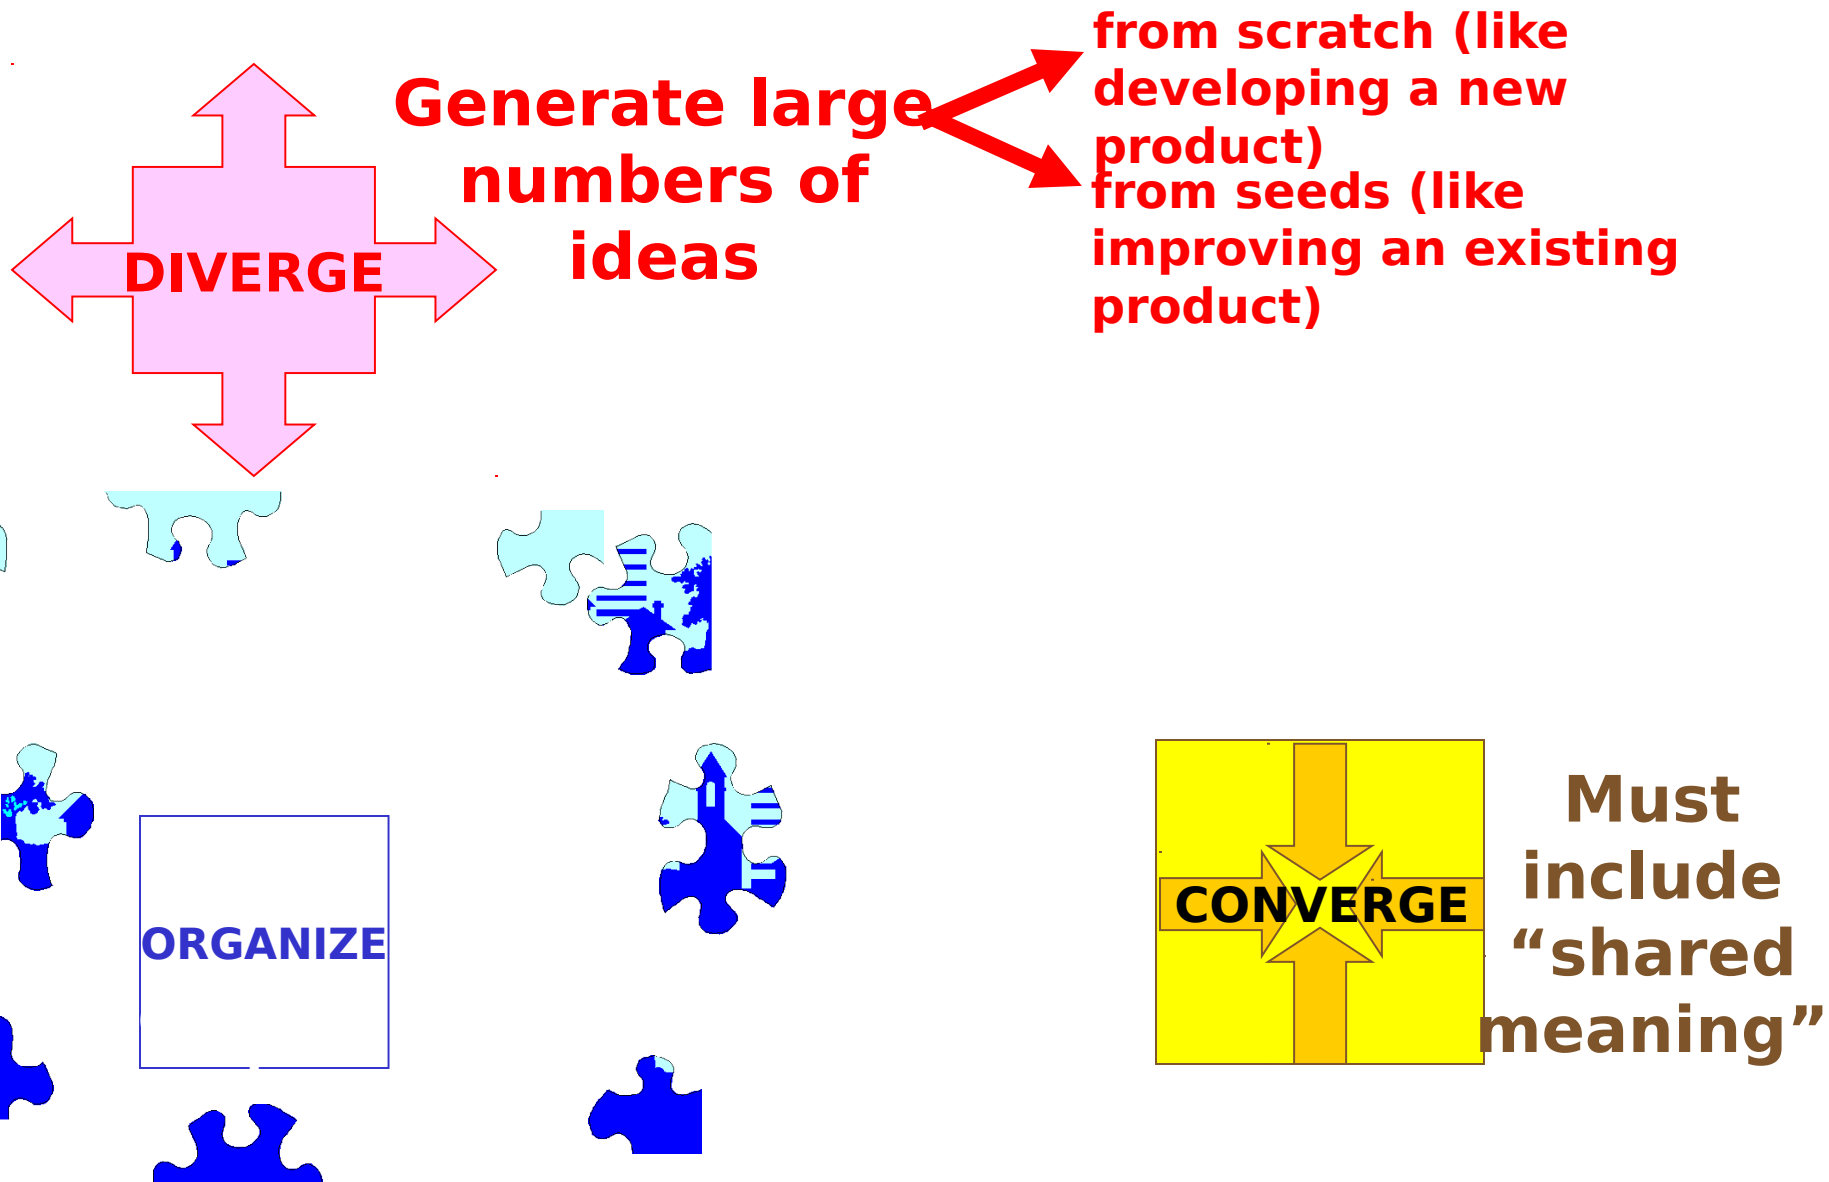 DIVERGE
Generate large
numbers of
ideas
from scratch (like
developing a new
product)
from seeds (like
improving an existing
product)
ORGANIZE
CONVERGE
Must
include
“shared
meaning”